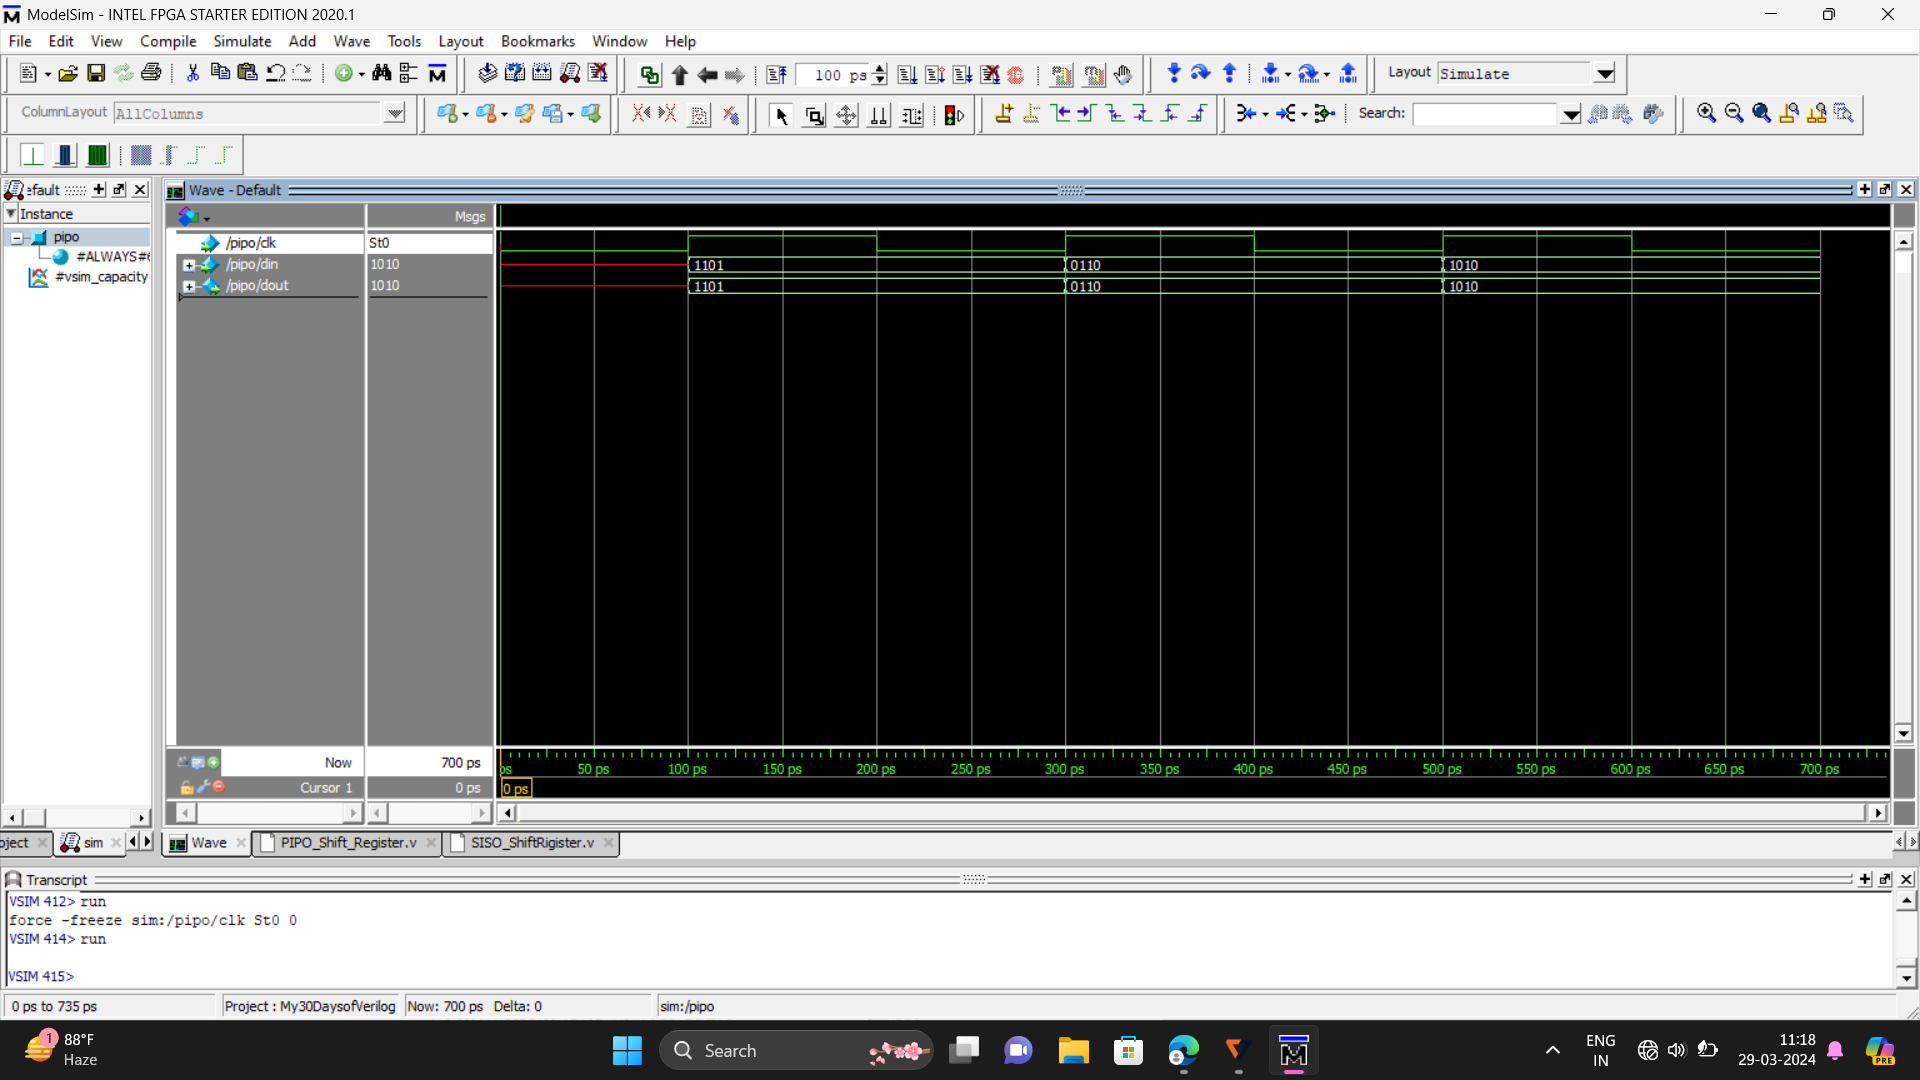 ModelSim - INTEL FPGA STARTER EDITION 2020.1
File Edit View Compile Simulate Add Wave Tools Layout Bookmarks Window Help
100 ps
Layout Simulate
ColumnLayout AllColumns
Search:
efault
Wave - Default
Instance
Msgs
pipo
#ALWAYS#6
#vsim_capacity
/pipo/clk St0
/pipo/din 1010 1101 0110 1010
/pipo/dout 1010 1101 0110 1010
Now 700 ps
ps 50 ps 100 ps 150 ps 200 ps 250 ps 300 ps 350 ps 400 ps 450 ps 500 ps 550 ps 600 ps 650 ps 700 ps
Cursor 1 0 ps 0 ps
oject sim Wave PIPO_Shift_Register.v SISO_ShiftRigister.v
Transcript
VSIM 412> run
force -freeze sim:/pipo/clk St0 0
VSIM 414> run
VSIM 415>
0 ps to 735 ps Project : My30DaysofVerilog Now: 700 ps Delta: 0 sim:/pipo
1 88°F
Haze
Search
ENG
IN
11:18
29-03-2024
PRE